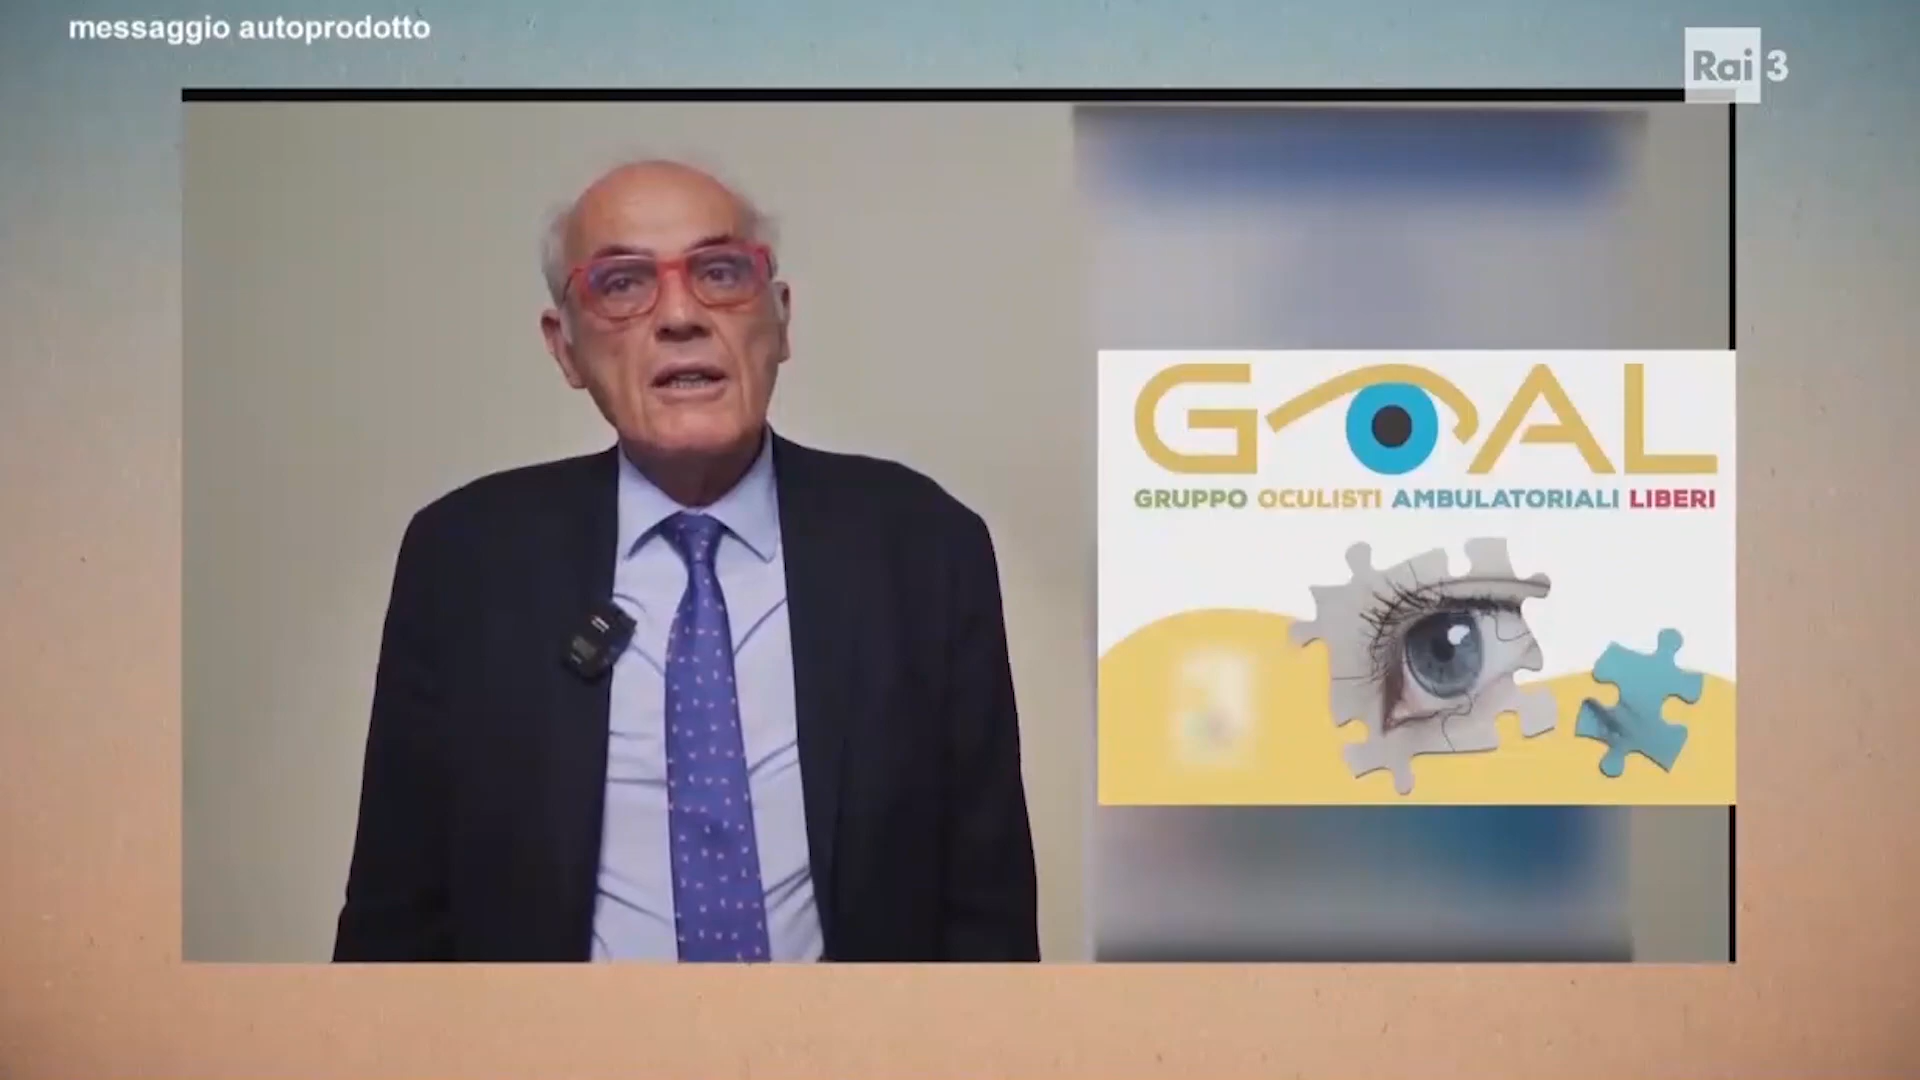 messaggio autoprodotto
Rai 3
GOAL
GRUPPO OCULISTI AMBULATORIALI LIBERI